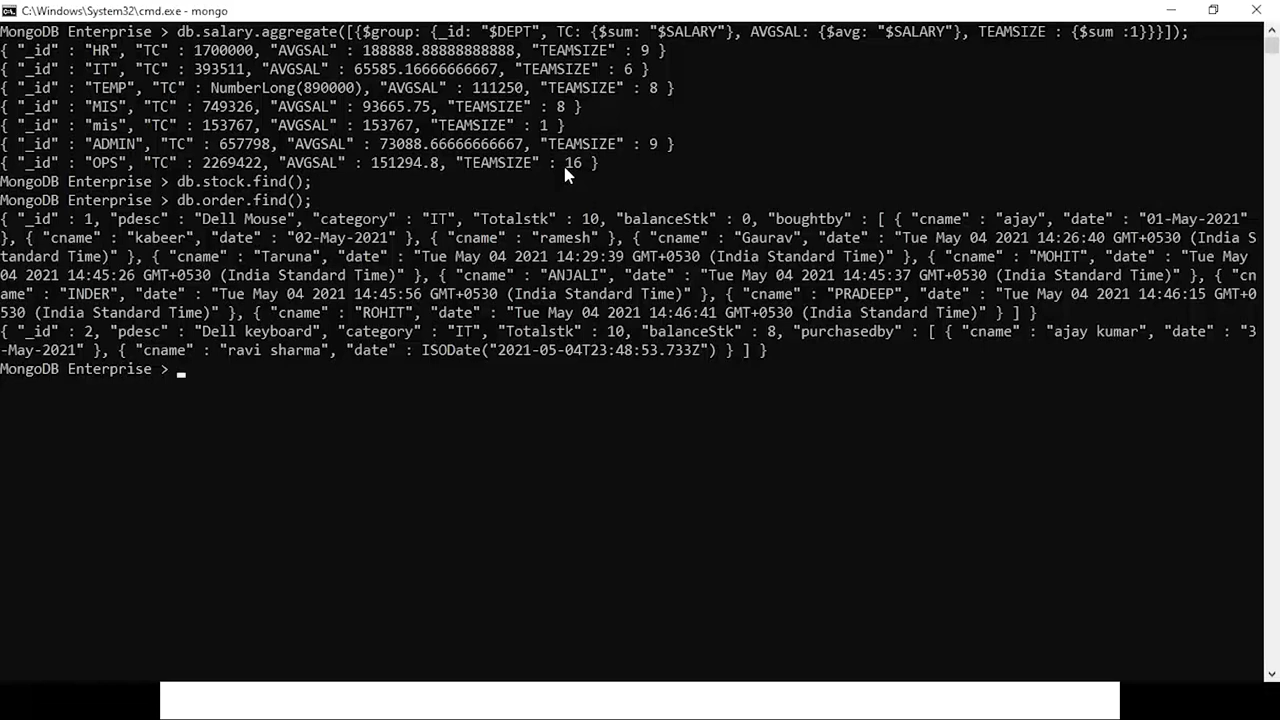 C:\Windows\System32\cmd.exe - mongo
MongoDB Enterprise > db.salary.aggregate([{$group: {_id: "$DEPT", TC: {$sum: "$SALARY"}, AVGSAL: {$avg: "$SALARY"}, TEAMSIZE : {$sum :1}}}]);
{ "_id" : "HR", "TC" : 1700000, "AVGSAL" : 188888.88888888888, "TEAMSIZE" : 9 }
{ "_id" : "IT", "TC" : 393511, "AVGSAL" : 65585.16666666667, "TEAMSIZE" : 6 }
{ "_id" : "TEMP", "TC" : NumberLong(890000), "AVGSAL" : 111250, "TEAMSIZE" : 8 }
{ "_id" : "MIS", "TC" : 749326, "AVGSAL" : 93665.75, "TEAMSIZE" : 8 }
{ "_id" : "mis", "TC" : 153767, "AVGSAL" : 153767, "TEAMSIZE" : 1 }
{ "_id" : "ADMIN", "TC" : 657798, "AVGSAL" : 73088.66666666667, "TEAMSIZE" : 9 }
{ "_id" : "OPS", "TC" : 2269422, "AVGSAL" : 151294.8, "TEAMSIZE" : 16 }
MongoDB Enterprise > db.stock.find();
MongoDB Enterprise > db.order.find();
{ "_id" : 1, "pdesc" : "Dell Mouse", "category" : "IT", "Totalstk" : 10, "balanceStk" : 0, "boughtby" : [ { "cname" : "ajay", "date" : "01-May-2021"
}, { "cname" : "kabeer", "date" : "02-May-2021" }, { "cname" : "ramesh" }, { "cname" : "Gaurav", "date" : "Tue May 04 2021 14:26:40 GMT+0530 (India S
tandard Time)" }, { "cname" : "Taruna", "date" : "Tue May 04 2021 14:29:39 GMT+0530 (India Standard Time)" }, { "cname" : "MOHIT", "date" : "Tue May
04 2021 14:45:26 GMT+0530 (India Standard Time)" }, { "cname" : "ANJALI", "date" : "Tue May 04 2021 14:45:37 GMT+0530 (India Standard Time)" }, { "cn
ame" : "INDER", "date" : "Tue May 04 2021 14:45:56 GMT+0530 (India Standard Time)" }, { "cname" : "PRADEEP", "date" : "Tue May 04 2021 14:46:15 GMT+0
530 (India Standard Time)" }, { "cname" : "ROHIT", "date" : "Tue May 04 2021 14:46:41 GMT+0530 (India Standard Time)" } ] }
{ "_id" : 2, "pdesc" : "Dell keyboard", "category" : "IT", "Totalstk" : 10, "balanceStk" : 8, "purchasedby" : [ { "cname" : "ajay kumar", "date" : "3
-May-2021" }, { "cname" : "ravi sharma", "date" : ISODate("2021-05-04T23:48:53.733Z") } ] }
MongoDB Enterprise >